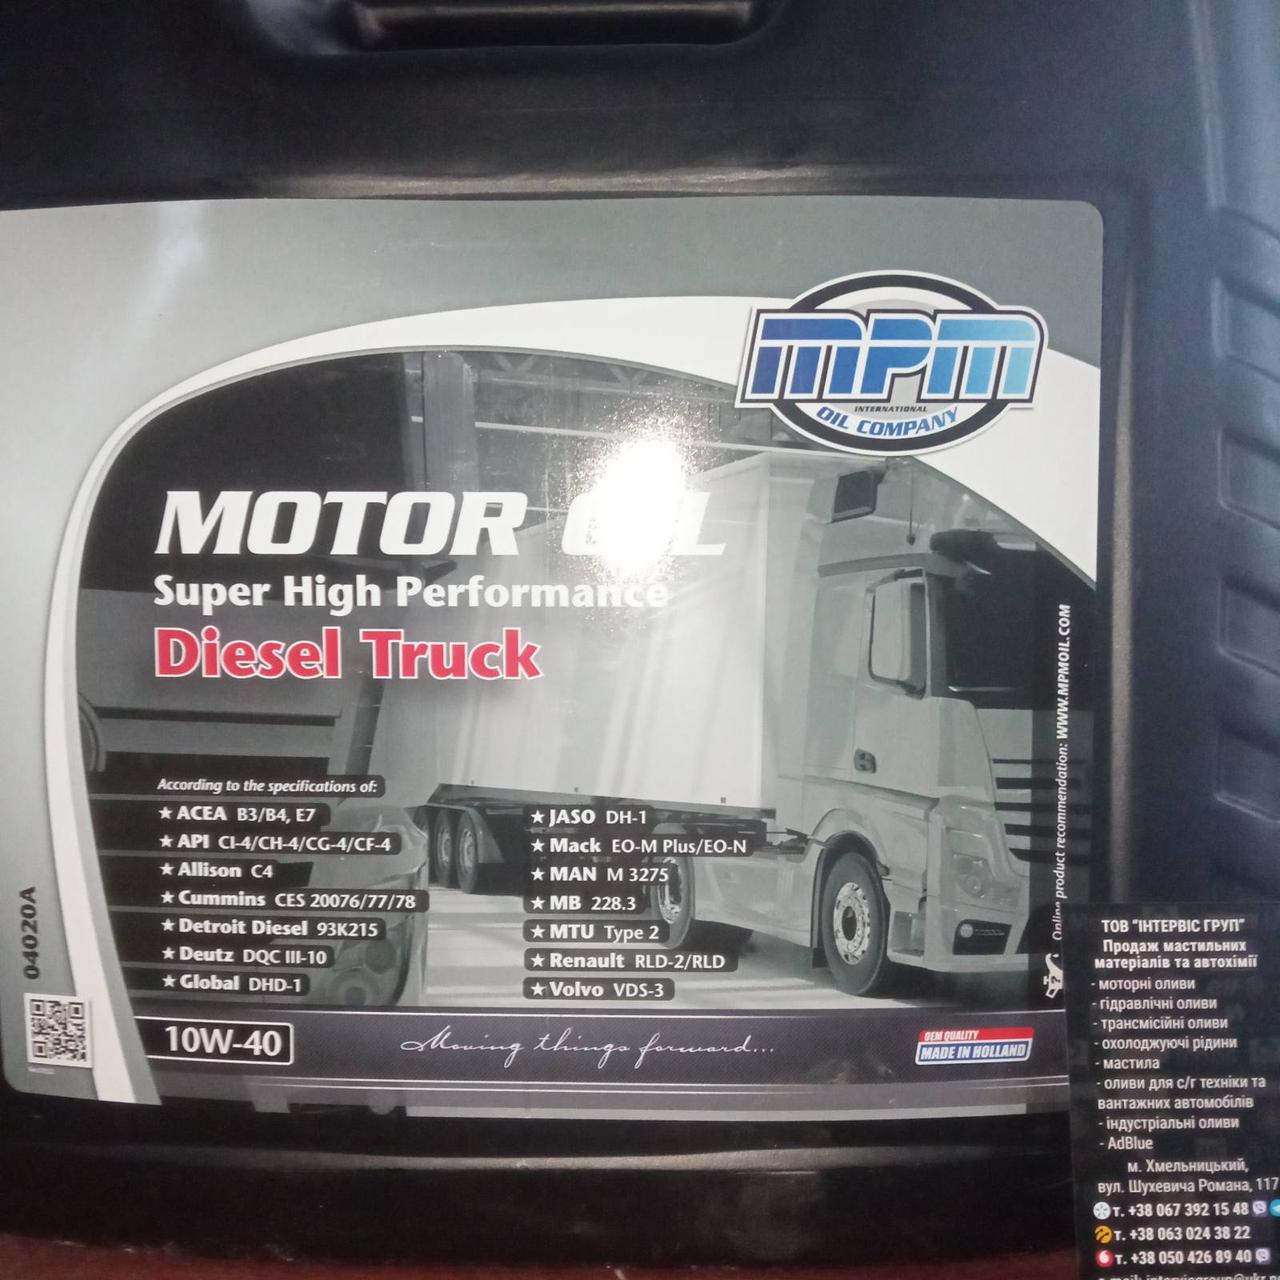 MPM
INTERNATIONAL
OIL COMPANY
MOTOR OIL
Super High Performance
Diesel Truck
According to the specifications of:
★ ACEA B3/B4, E7
★ API CI-4/CH-4/CG-4/CF-4
★ Allison C4
★ Cummins CES 20076/77/78
★ Detroit Diesel 93K215
★ Deutz DQC III-10
★ Global DHD-1
★ JASO DH-1
★ Mack EO-M Plus/EO-N
★ MAN M 3275
★ MB 228.3
★ MTU Type 2
★ Renault RLD-2/RLD
★ Volvo VDS-3
10W-40
Moving things forward...
OEM QUALITY
MADE IN HOLLAND
04020A
Online product recommendation: WWW.MPMOIL.COM
ТОВ "ІНТЕРВІС ГРУП"
Продаж мастильних
матеріалів та автохімії
- моторні оливи
- гідравлічні оливи
- трансмісійні оливи
- охолоджуючі рідини
- мастила
- оливи для с/г техніки та
вантажних автомобілів
- індустріальні оливи
- AdBlue
м. Хмельницький,
вул. Шухевича Романа, 117
т. +38 067 392 15 48
т. +38 063 024 38 22
т. +38 050 426 89 40